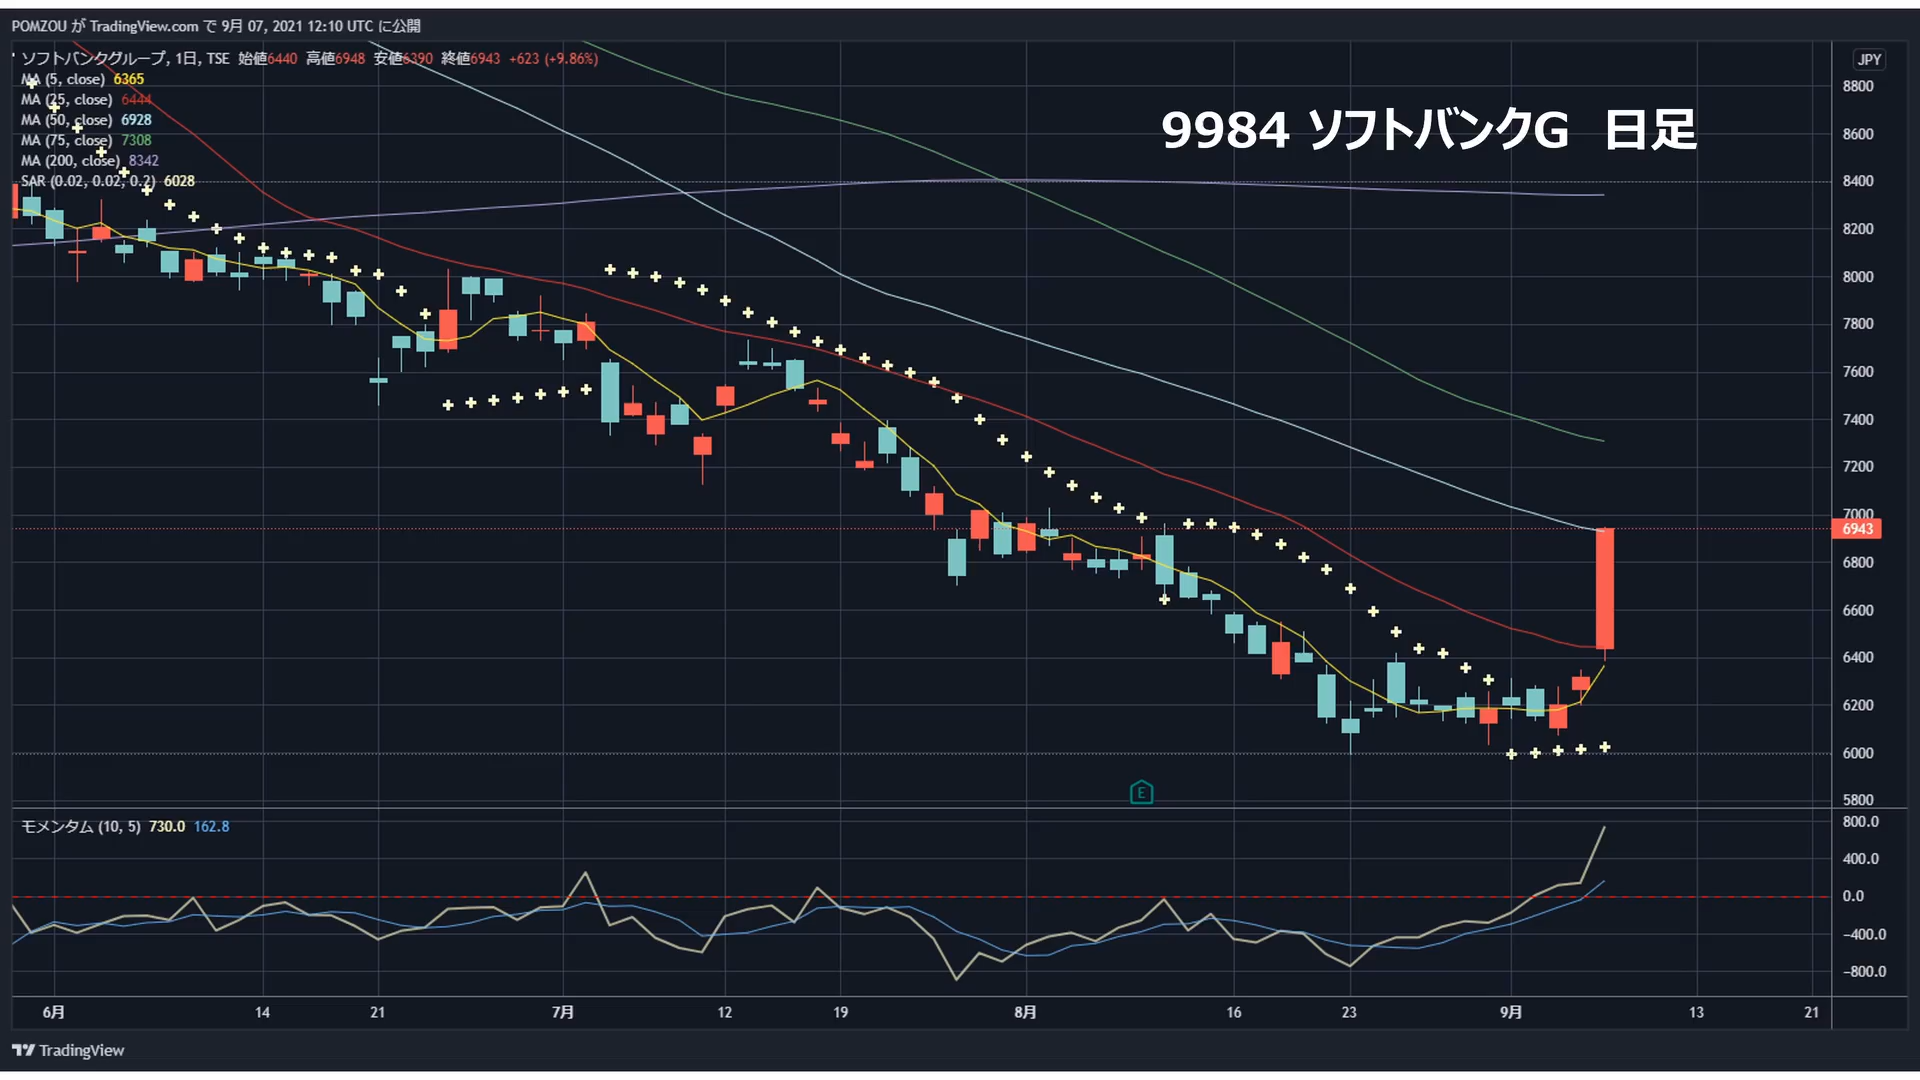 POMZOU が TradingView.com で 9月 07, 2021 12:10 UTC に公開
ソフトバンクグループ, 1日, TSE 始値6440 高値6948 安値6390 終値6943 +623 (+9.86%)
JPY
MA (5, close) 6365
MA (25, close) 6444
MA (50, close) 6928
MA (75, close) 7308
MA (200, close) 8342
SAR (0.02, 0.02, 0.2) 6028
9984 ソフトバンクG 日足
8800
8600
8400
8200
8000
7800
7600
7400
7200
7000
6943
6800
6600
6400
6200
6000
5800
E
モメンタム (10, 5) 730.0 162.8
800.0
400.0
0.0
−400.0
−800.0
6月 14 21 7月 12 19 8月 16 23 9月 13 21
TradingView